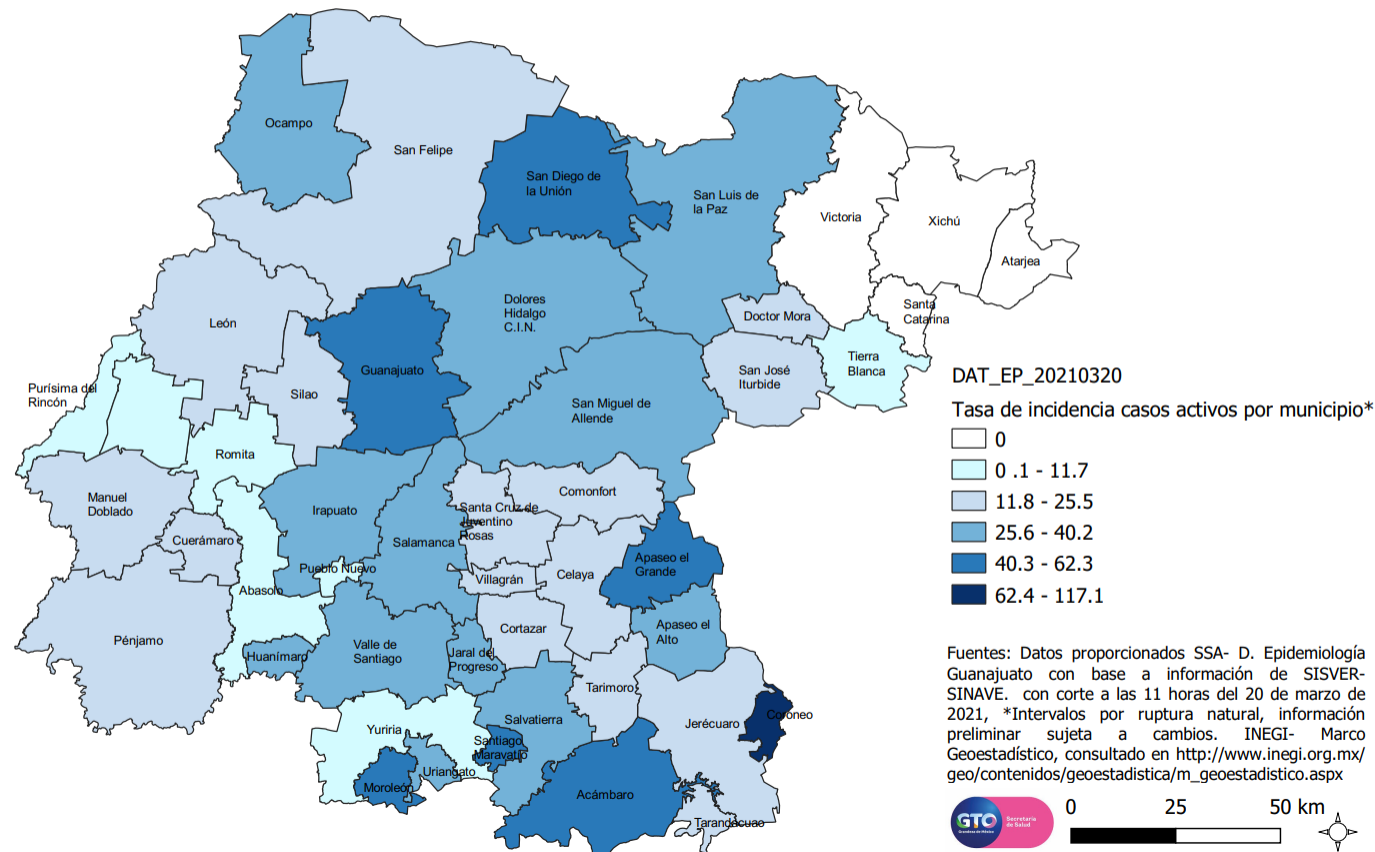 Ocampo
San Felipe
San Diego de
la Unión
San Luis de
la Paz
Victoria
Xichú
Atarjea
Santa
Catarina
Doctor Mora
Tierra
Blanca
San José
Iturbide
Dolores
Hidalgo
C.I.N.
León
Silao
Guanajuato
San Miguel de
Allende
Purísima del
Rincón
Romita
Manuel
Doblado
Cuerámaro
Irapuato
Salamanca
Santa Cruz de
Juventino
Rosas
Comonfort
Pueblo Nuevo
Abasolo
Villagrán
Celaya
Apaseo el
Grande
Pénjamo
Huanímaro
Valle de
Santiago
Jaral del
Progreso
Cortazar
Apaseo el
Alto
Tarimoro
Jerécuaro
Coroneo
Yuriria
Salvatierra
Santiago
Maravatío
Uriangato
Moroleón
Acámbaro
Tarandacuao
DAT_EP_20210320
Tasa de incidencia casos activos por municipio*
0
0 .1 - 11.7
11.8 - 25.5
25.6 - 40.2
40.3 - 62.3
62.4 - 117.1
Fuentes: Datos proporcionados SSA- D. Epidemiología
Guanajuato con base a información de SISVER-
SINAVE. con corte a las 11 horas del 20 de marzo de
2021, *Intervalos por ruptura natural, información
preliminar sujeta a cambios. INEGI- Marco
Geoestadístico, consultado en http://www.inegi.org.mx/
geo/contenidos/geoestadistica/m_geoestadistico.aspx
GTO
Grandeza de México
Secretaría
de Salud
0 25 50 km